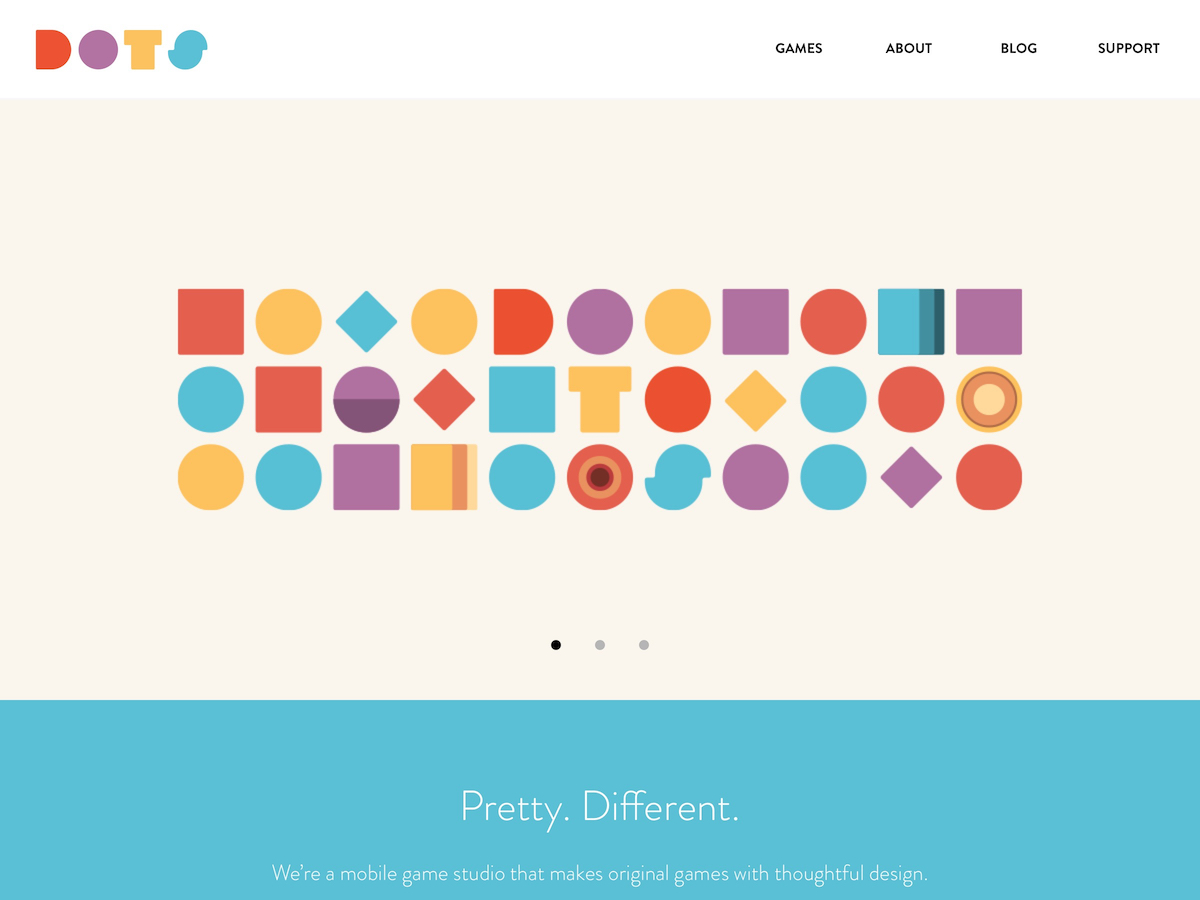 DOTS
GAMES ABOUT BLOG SUPPORT
D
T
S
Pretty. Different.
We’re a mobile game studio that makes original games with thoughtful design.